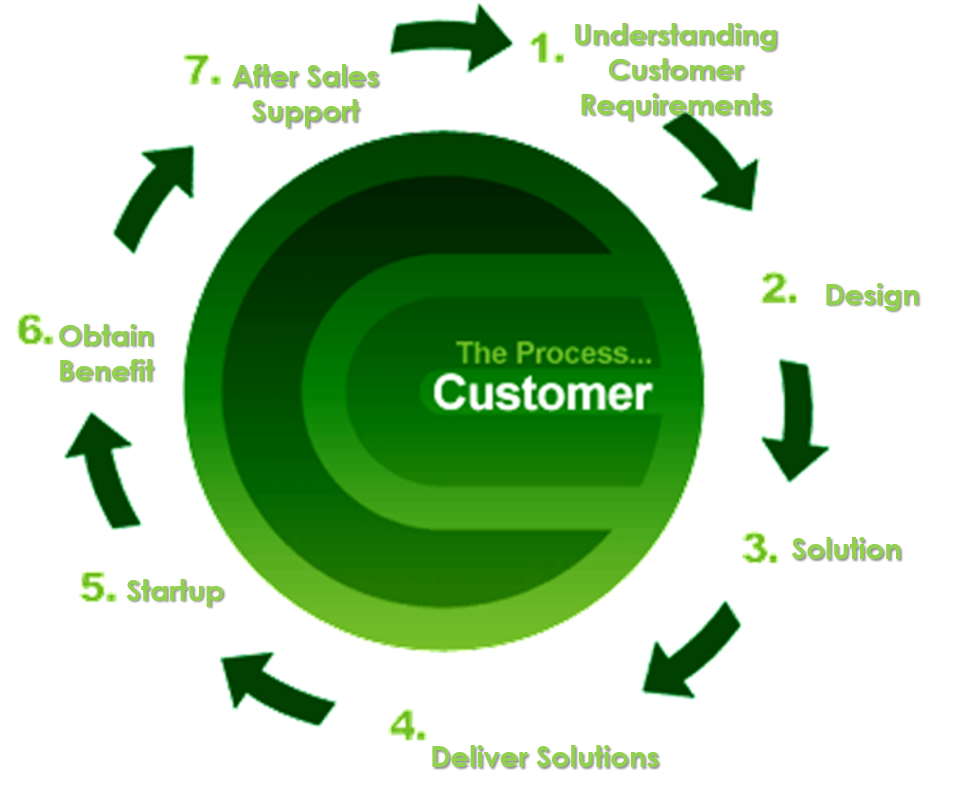 1. Understanding
Customer
Requirements
2. Design
3. Solution
4.
Deliver Solutions
5. Startup
6. Obtain
Benefit
7. After Sales
Support
The Process...
Customer